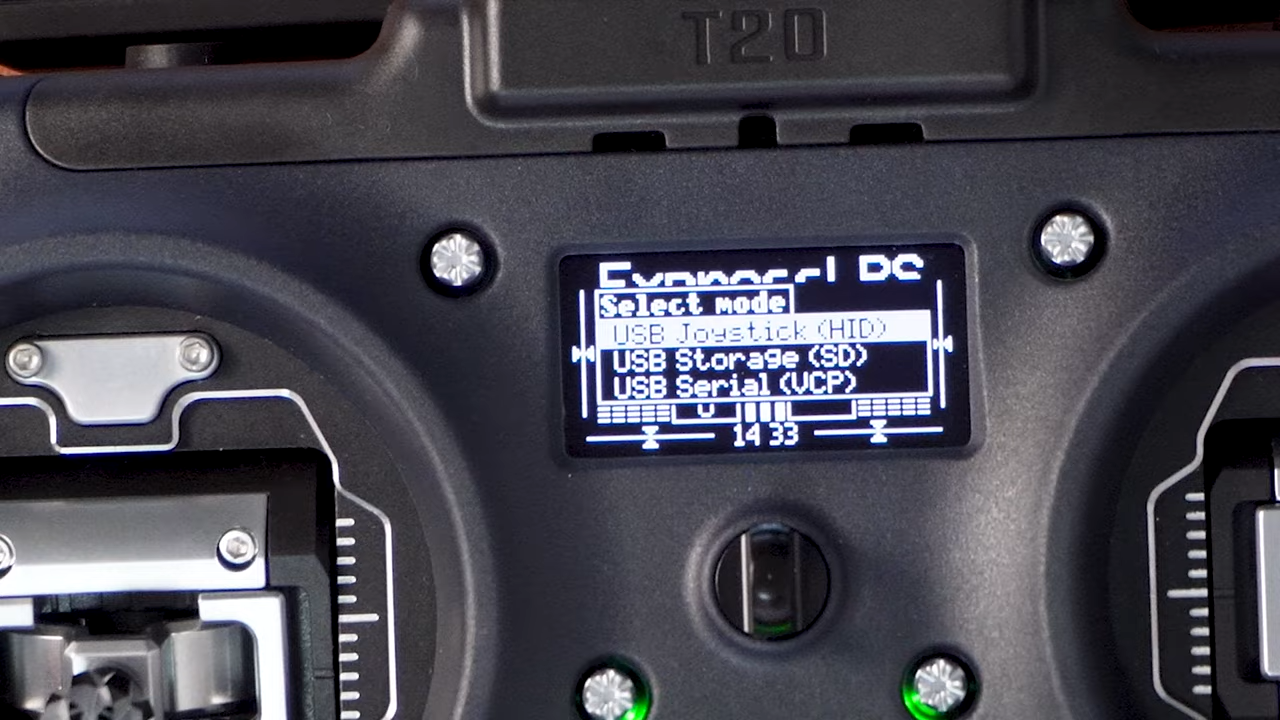 T20
Select mode
USB Joystick (HID)
USB Storage (SD)
USB Serial (VCP)
14 33